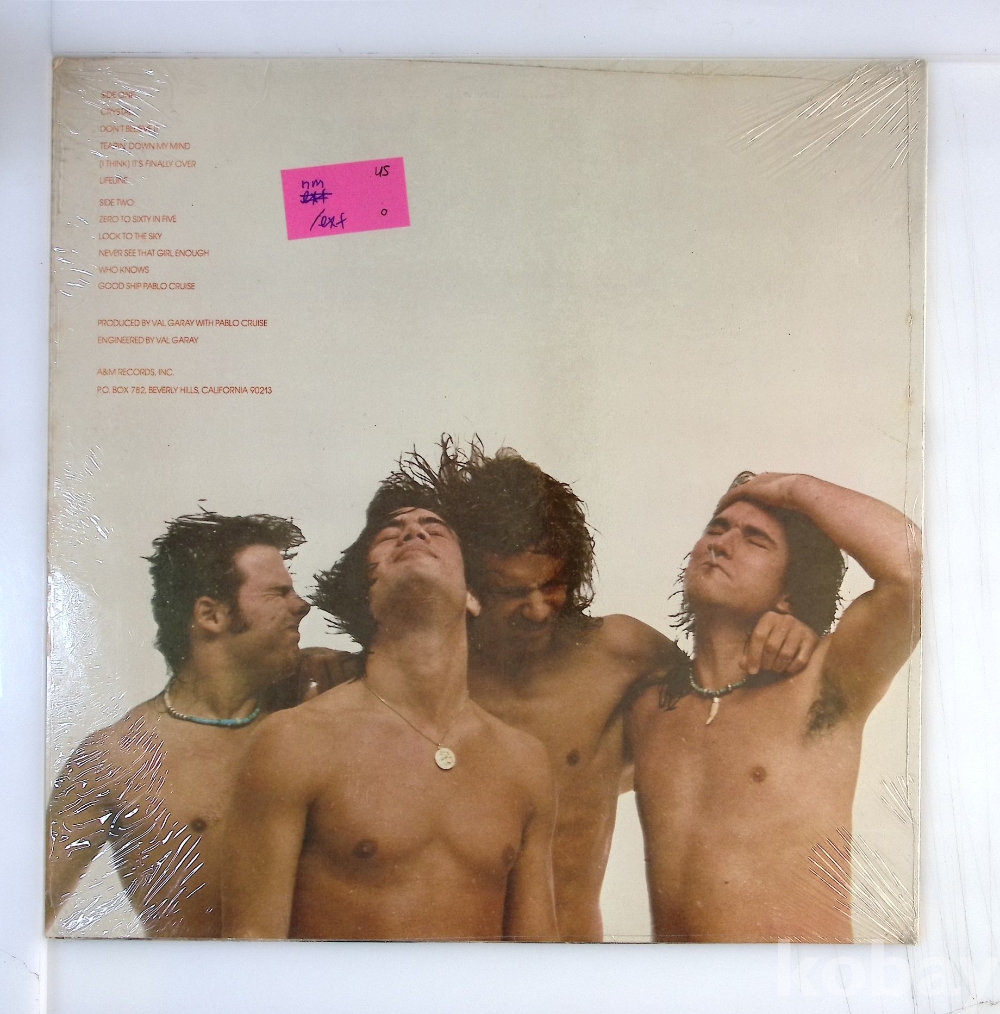 SIDE ONE
CRYSTAL
DON'T BELIEVE IT
TEARIN' DOWN MY MIND
(I THINK) IT'S FINALLY OVER
LIFELINE
SIDE TWO
ZERO TO SIXTY IN FIVE
LOOK TO THE SKY
NEVER SEE THAT GIRL ENOUGH
WHO KNOWS
GOOD SHIP PABLO CRUISE
PRODUCED BY VAL GARAY WITH PABLO CRUISE
ENGINEERED BY VAL GARAY
A&M RECORDS, INC.
P.O. BOX 782, BEVERLY HILLS, CALIFORNIA 90213
US
nm
/ex+
O
kobay